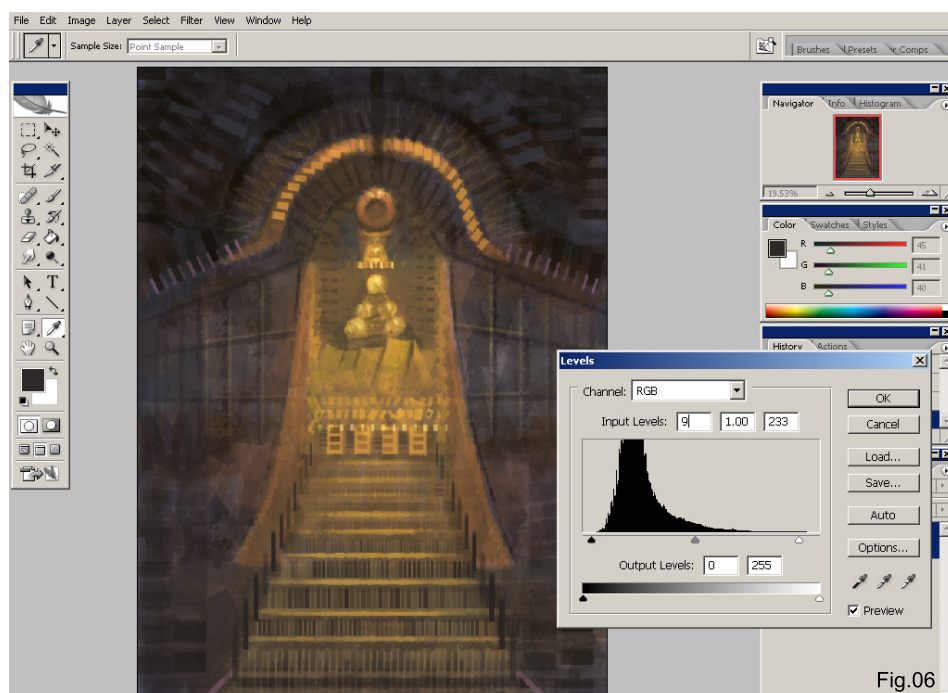 File Edit Image Layer Select Filter View Window Help
Sample Size: Point Sample
Brushes Presets Comps
Navigator Info Histogram
19.53%
Color Swatches Styles
R 45
G 41
B 40
History Actions
Levels
Channel: RGB
OK
Input Levels: 9 1.00 233
Cancel
Load...
Save...
Auto
Options...
Output Levels: 0 255
Preview
T
Fig.06